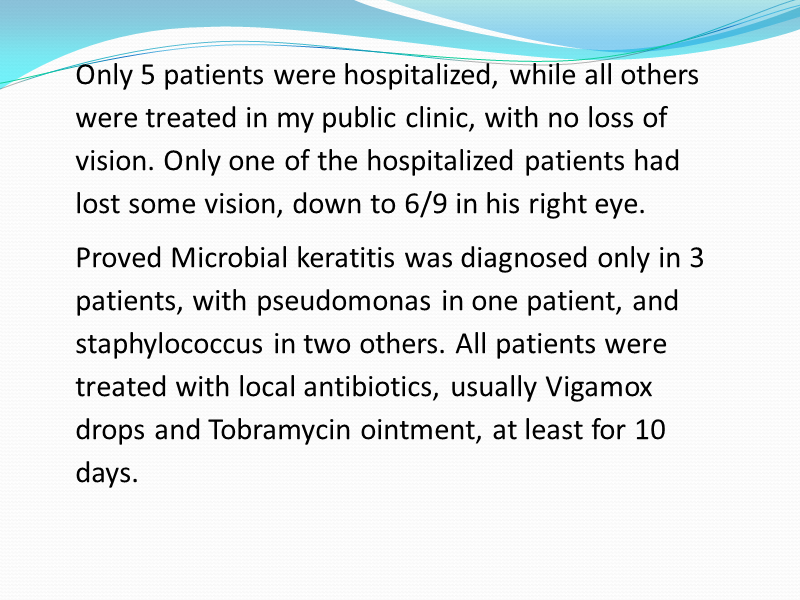 Only 5 patients were hospitalized, while all others
were treated in my public clinic, with no loss of
vision. Only one of the hospitalized patients had
lost some vision, down to 6/9 in his right eye.
Proved Microbial keratitis was diagnosed only in 3
patients, with pseudomonas in one patient, and
staphylococcus in two others. All patients were
treated with local antibiotics, usually Vigamox
drops and Tobramycin ointment, at least for 10
days.